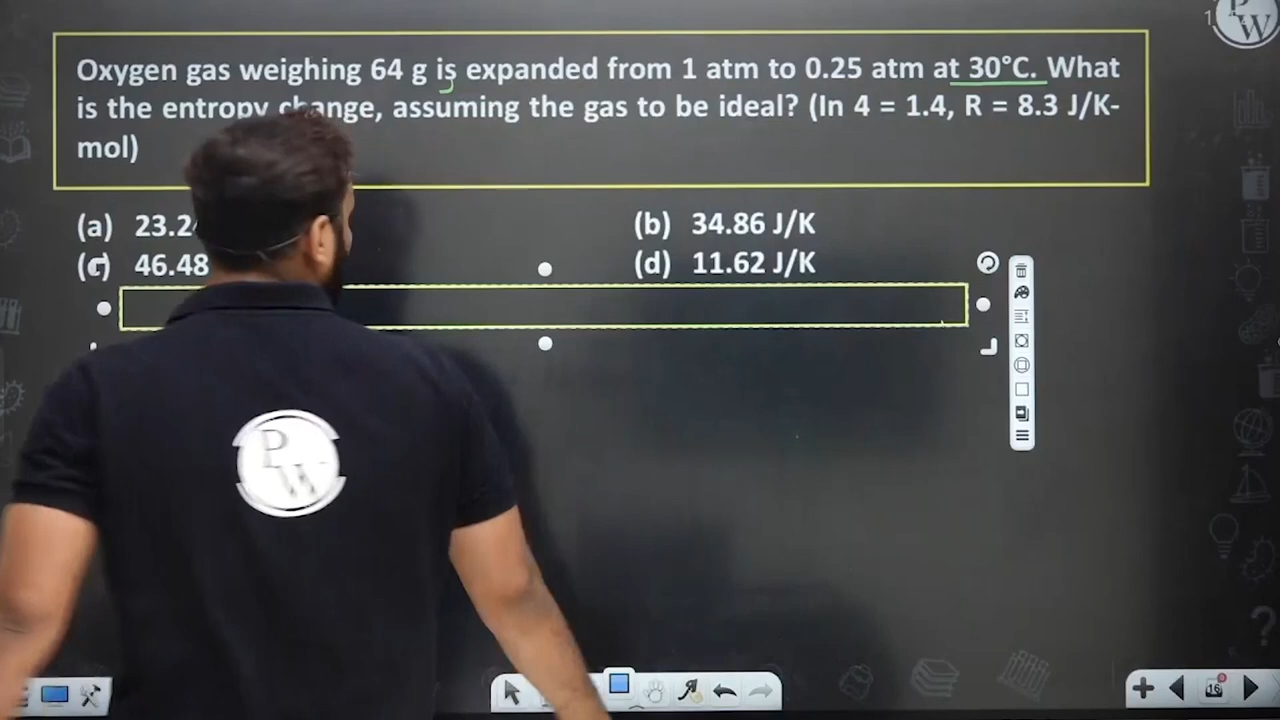 Oxygen gas weighing 64 g is expanded from 1 atm to 0.25 atm at 30°C. What
is the entropy change, assuming the gas to be ideal? (In 4 = 1.4, R = 8.3 J/K-
mol)
(a) 23.2
(b) 34.86 J/K
(c) 46.48
(d) 11.62 J/K
P
W
P
W
16